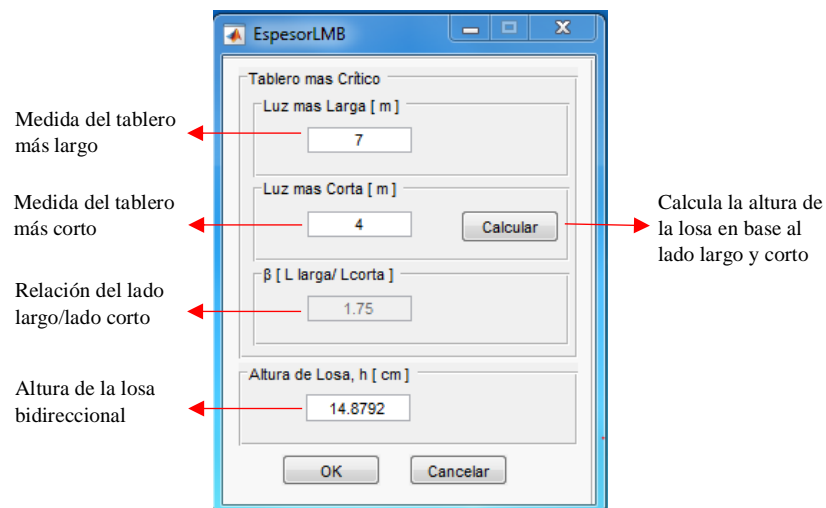 EspesorLMB
Tablero mas Crítico
Luz mas Larga [ m ]
Medida del tablero
más largo
7
Luz mas Corta [ m ]
Medida del tablero
más corto
4
Calcular
Calcula la altura de
la losa en base al
lado largo y corto
β [ L larga/ Lcorta ]
Relación del lado
largo/lado corto
1.75
Altura de Losa, h [ cm ]
Altura de la losa
bidireccional
14.8792
OK
Cancelar